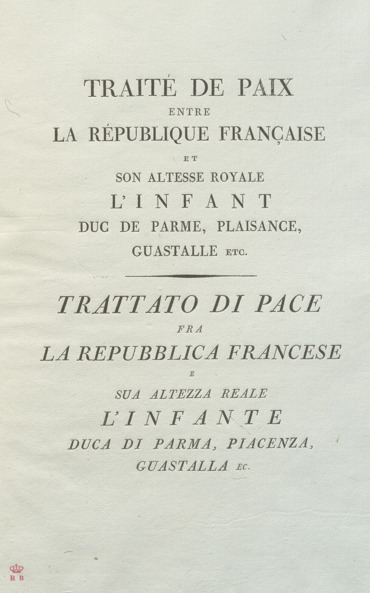 TRAITÉ DE PAIX
ENTRE
LA RÉPUBLIQUE FRANÇAISE
ET
SON ALTESSE ROYALE
L'INFANT
DUC DE PARME, PLAISANCE,
GUASTALLE ETC.
TRATTATO DI PACE
FRA
LA REPUBBLICA FRANCESE
E
SUA ALTEZZA REALE
L'INFANTE
DUCA DI PARMA, PIACENZA,
GUASTALLA EC.
R B